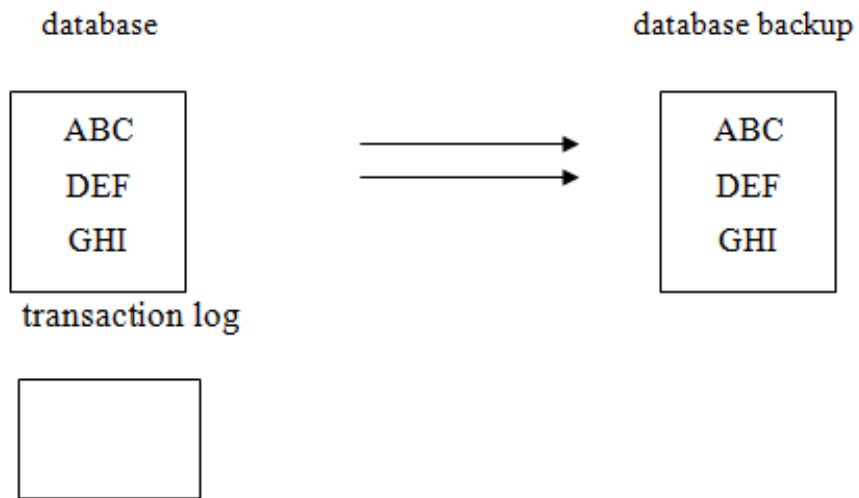 database
database backup
ABC
DEF
GHI
ABC
DEF
GHI
transaction log